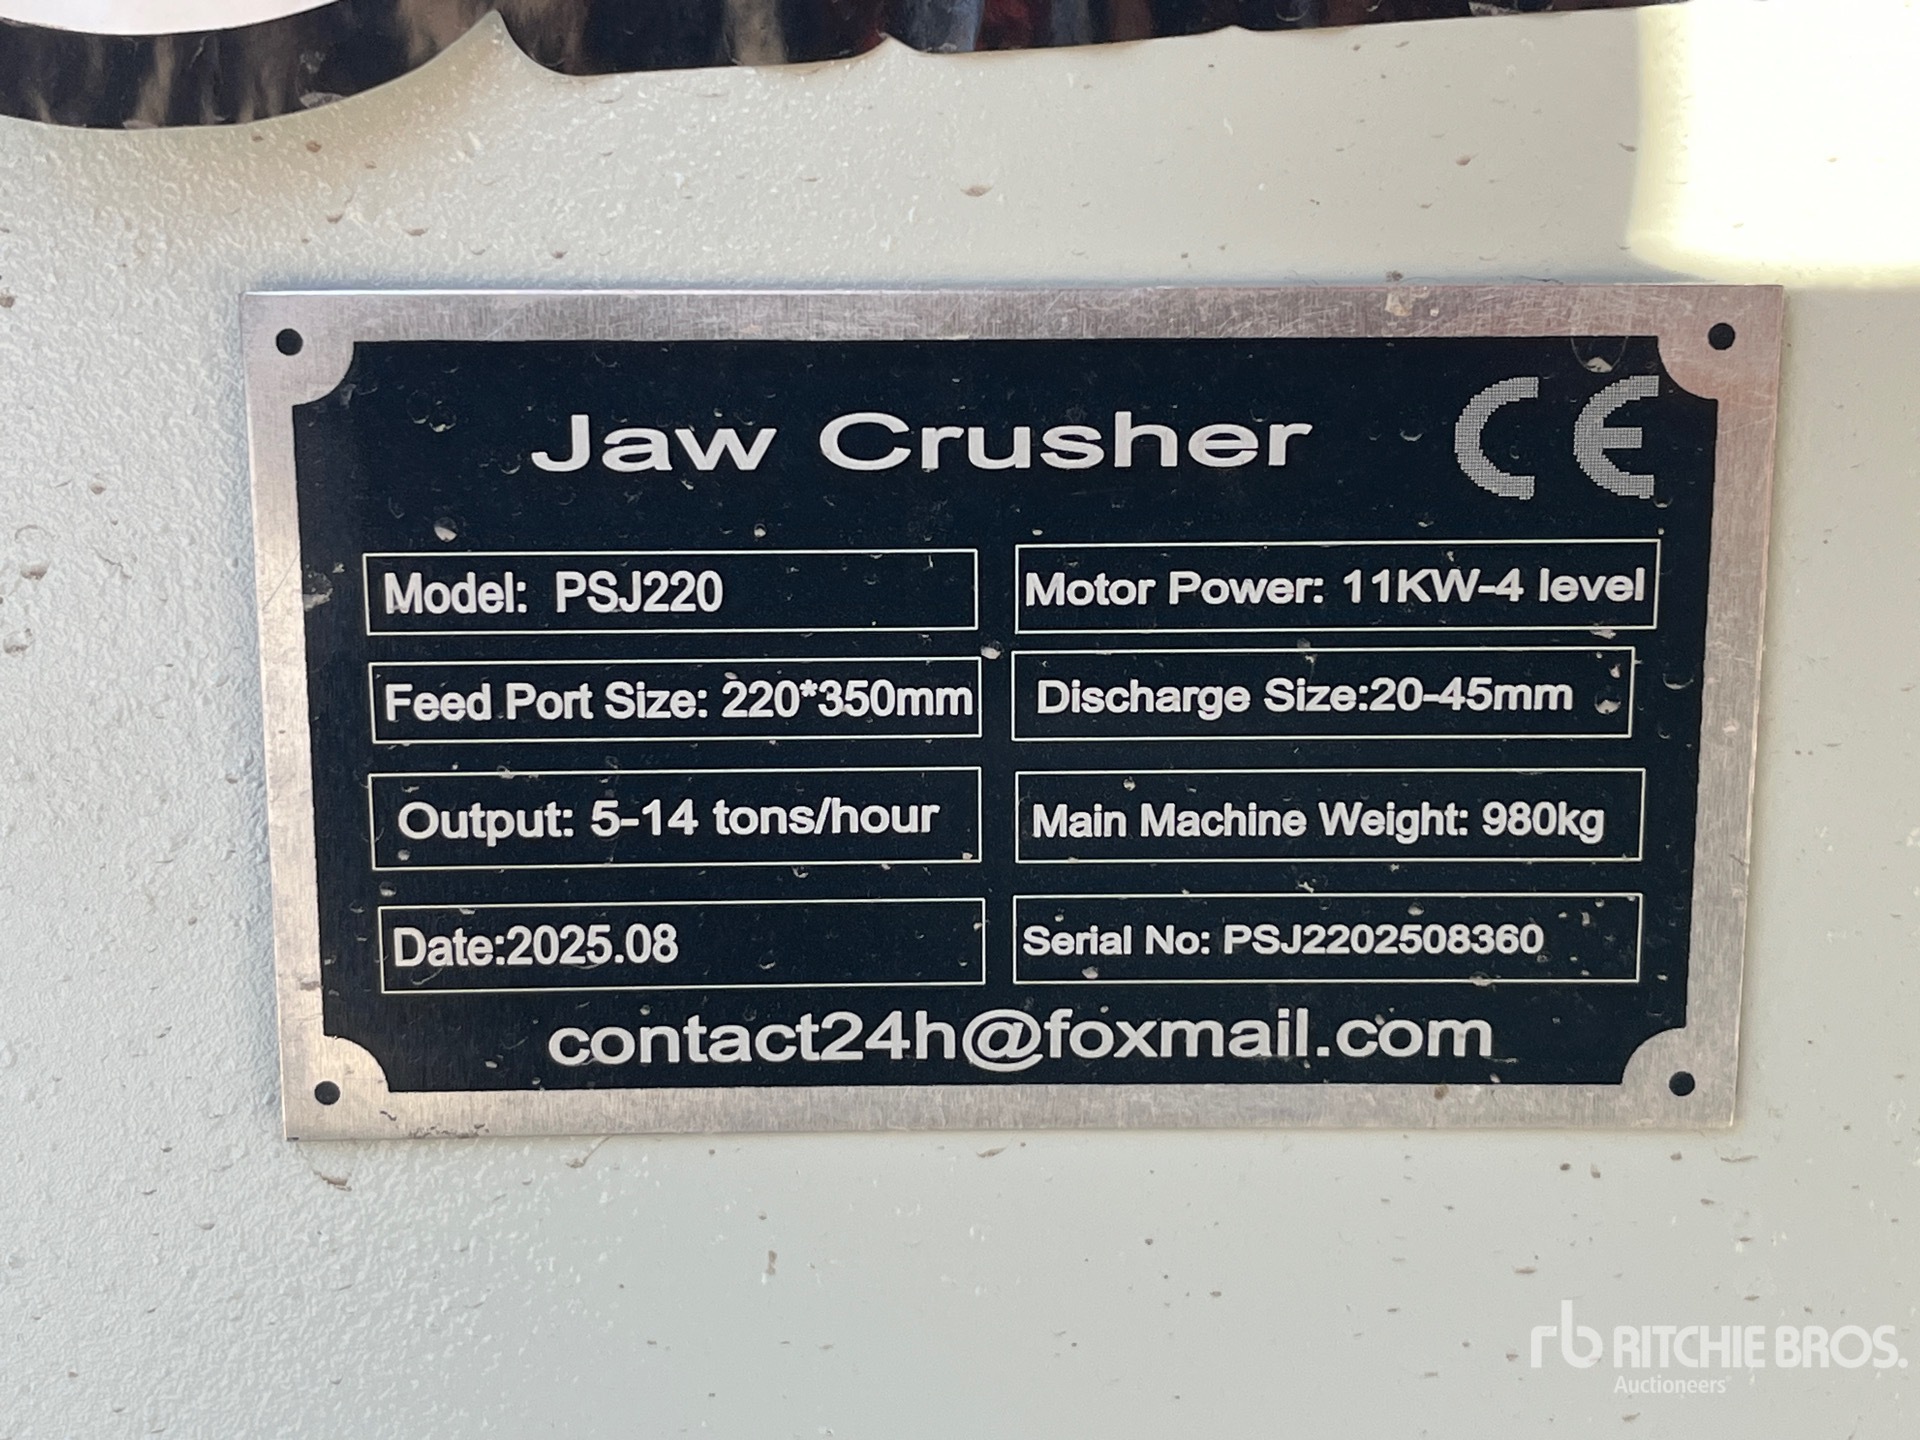 Jaw Crusher CE
Model: PSJ220
Motor Power: 11KW-4 level
Feed Port Size: 220*350mm
Discharge Size:20-45mm
Output: 5-14 tons/hour
Main Machine Weight: 980kg
Date:2025.08
Serial No: PSJ2202508360
contact24h@foxmail.com
rb RITCHIE BROS.
Auctioneers